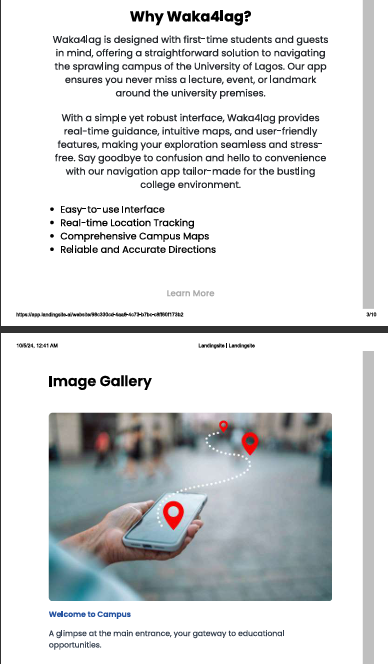 Why Waka4lag?
Waka4lag is designed with first-time students and guests
in mind, offering a straightforward solution to navigating
the sprawling campus of the University of Lagos. Our app
ensures you never miss a lecture, event, or landmark
around the university premises.
With a simple yet robust interface, Waka4lag provides
real-time guidance, intuitive maps, and user-friendly
features, making your exploration seamless and stress-
free. Say goodbye to confusion and hello to convenience
with our navigation app tailor-made for the bustling
college environment.
• Easy-to-use Interface
• Real-time Location Tracking
• Comprehensive Campus Maps
• Reliable and Accurate Directions
Learn More
3/10
10/5/24, 12:41 AM
Landingsite | Landingsite
Image Gallery
Welcome to Campus
A glimpse at the main entrance, your gateway to educational
opportunities.